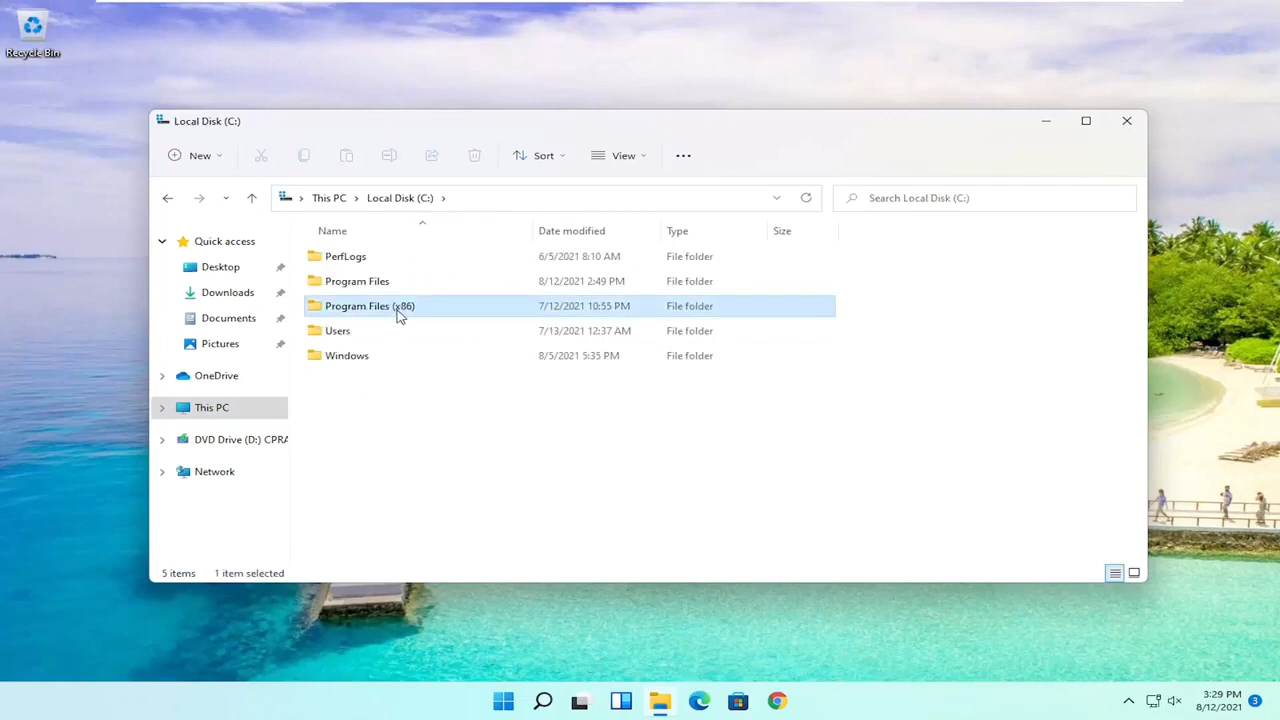 Recycle Bin
Local Disk (C:)
New
Sort
View
This PC
Local Disk (C:)
Search Local Disk (C:)
Name
Date modified
Type
Size
Quick access
Desktop
Downloads
Documents
Pictures
OneDrive
This PC
DVD Drive (D:) CPRA
Network
PerfLogs 6/5/2021 8:10 AM File folder
Program Files 8/12/2021 2:49 PM File folder
Program Files (x86) 7/12/2021 10:55 PM File folder
Users 7/13/2021 12:37 AM File folder
Windows 8/5/2021 5:35 PM File folder
5 items 1 item selected
3:29 PM
8/12/2021
3